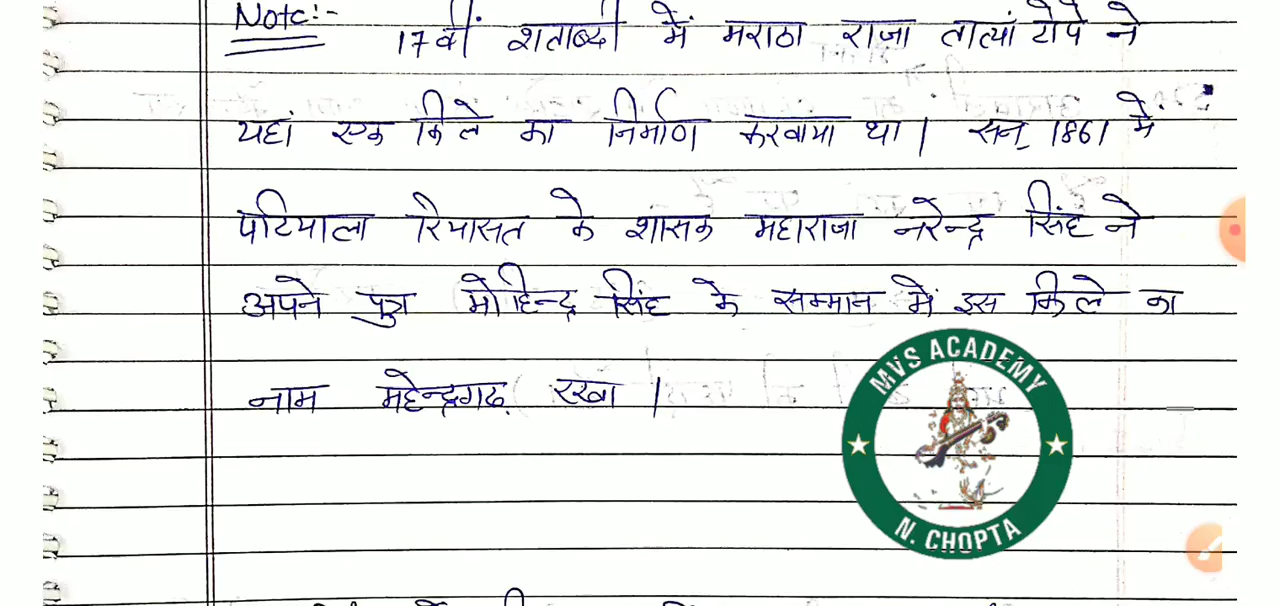 Note:- 17वीं शताब्दी में मराठा राजा तात्यां टोपे ने
यहां एक किले का निर्माण करवाया था। सन् 1861 में
पटियाला रियासत के शासक महाराजा नरेन्द्र सिंह ने
अपने पुत्र मोहिन्द्र सिंह के सम्मान में इस किले का
नाम महेन्द्रगढ़ रखा।
MVS ACADEMY
N. CHOPTA